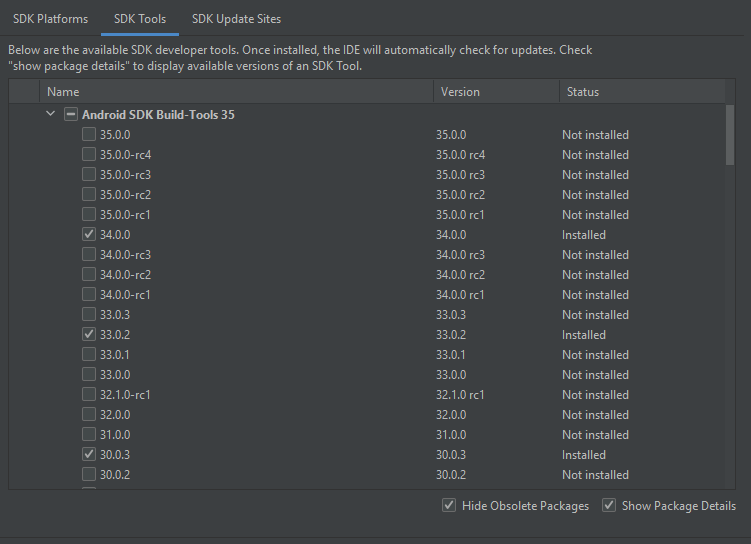 SDK Platforms SDK Tools SDK Update Sites
Below are the available SDK developer tools. Once installed, the IDE will automatically check for updates. Check
"show package details" to display available versions of an SDK Tool.
Name Version Status
Android SDK Build-Tools 35
35.0.0 35.0.0 Not installed
35.0.0-rc4 35.0.0 rc4 Not installed
35.0.0-rc3 35.0.0 rc3 Not installed
35.0.0-rc2 35.0.0 rc2 Not installed
35.0.0-rc1 35.0.0 rc1 Not installed
34.0.0 34.0.0 Installed
34.0.0-rc3 34.0.0 rc3 Not installed
34.0.0-rc2 34.0.0 rc2 Not installed
34.0.0-rc1 34.0.0 rc1 Not installed
33.0.3 33.0.3 Not installed
33.0.2 33.0.2 Installed
33.0.1 33.0.1 Not installed
33.0.0 33.0.0 Not installed
32.1.0-rc1 32.1.0 rc1 Not installed
32.0.0 32.0.0 Not installed
31.0.0 31.0.0 Not installed
30.0.3 30.0.3 Installed
30.0.2 30.0.2 Not installed
Hide Obsolete Packages Show Package Details